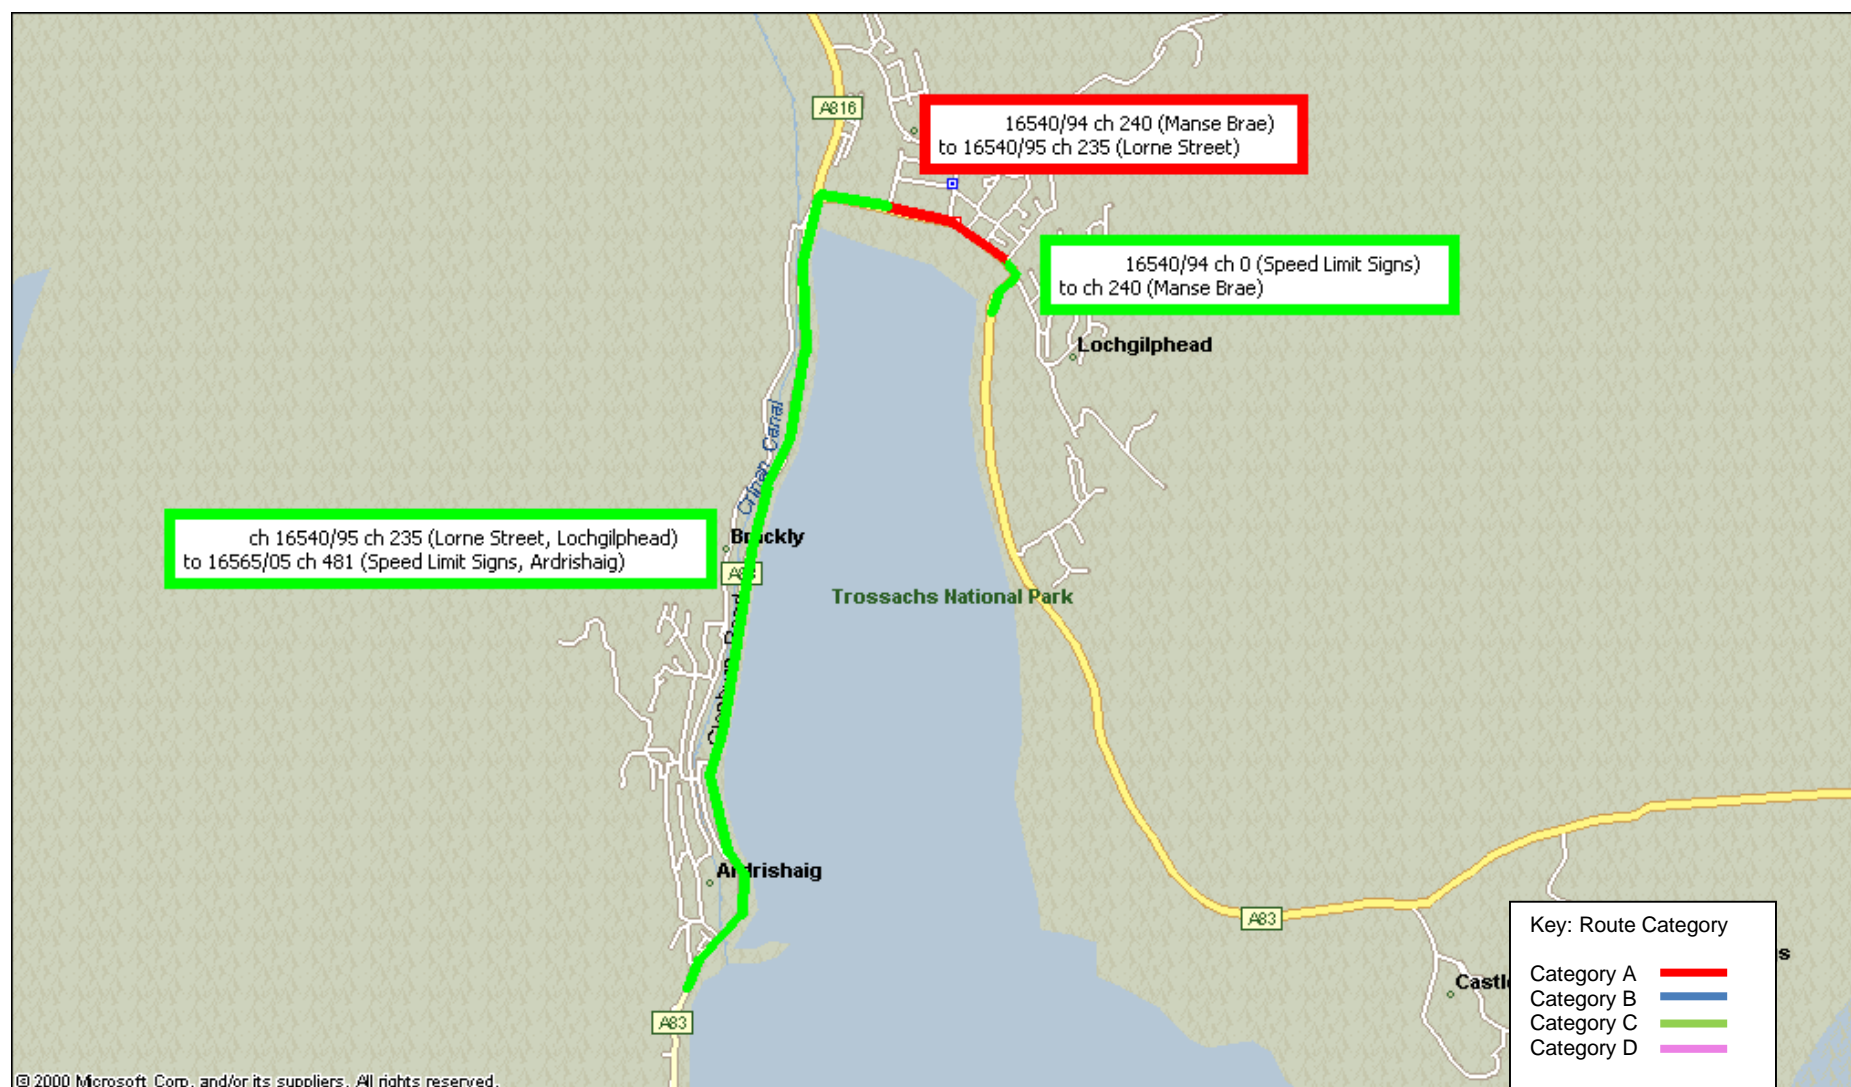 A816
16540/94 ch 240 (Manse Brae)
to 16540/95 ch 235 (Lorne Street)
16540/94 ch 0 (Speed Limit Signs)
to ch 240 (Manse Brae)
Lochgilphead
Crinan Canal
ch 16540/95 ch 235 (Lorne Street, Lochgilphead)
to 16565/05 ch 481 (Speed Limit Signs, Ardrishaig)
Brackly
Trossachs National Park
Road
Ardrishaig
A83
A83
Key: Route Category
Category A
Category B
Category C
Category D
© 2000 Microsoft Corp. and/or its suppliers. All rights reserved.